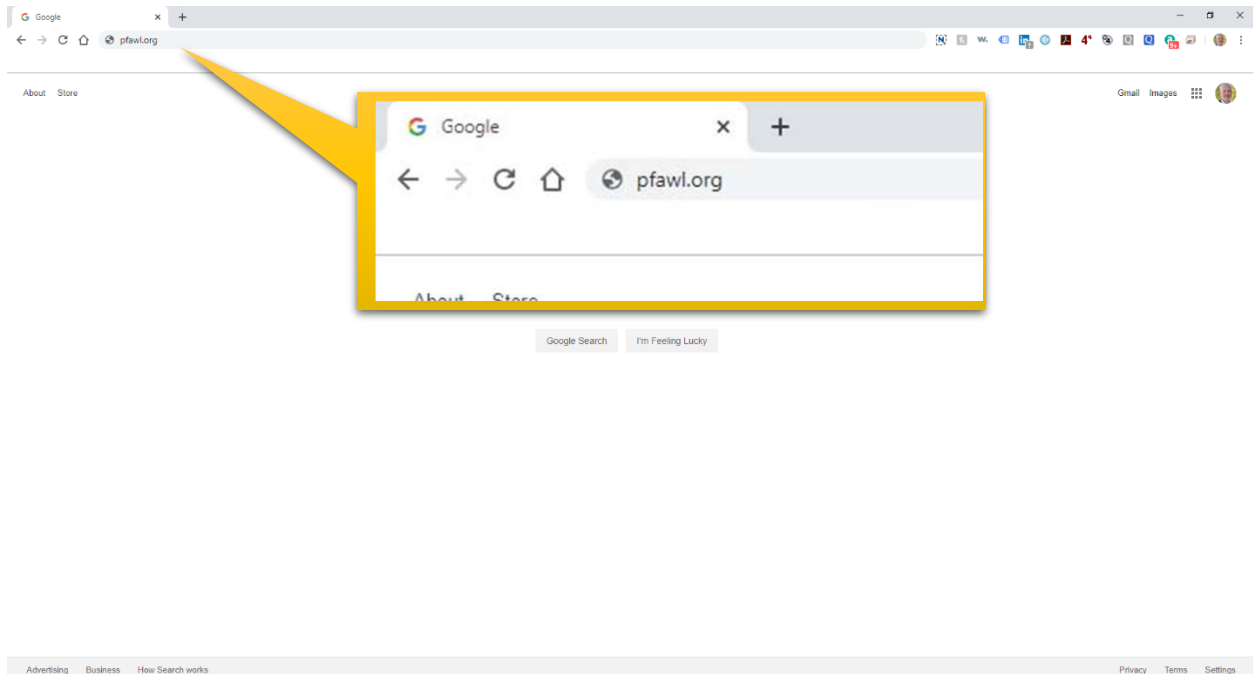 Google
pfawl.org
About Store
Gmail Images
Google
pfawl.org
About Store
Google Search I'm Feeling Lucky
Advertising Business How Search works
Privacy Terms Settings